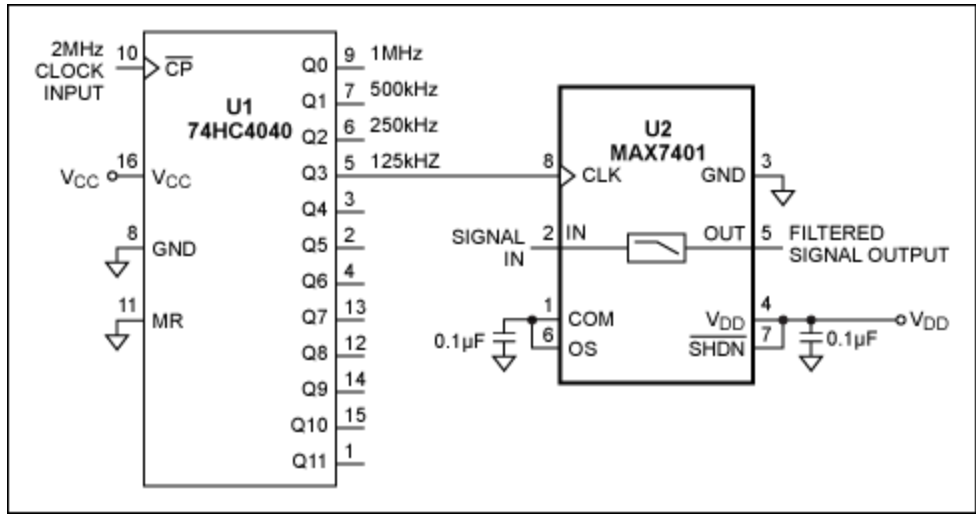 2MHz
CLOCK
INPUT
10
CP
U1
74HC4040
Q0 9 1MHz
Q1 7 500kHz
Q2 6 250kHz
Q3 5 125kHZ
Q4 3
Q5 2
Q6 4
Q7 13
Q8 12
Q9 14
Q10 15
Q11 1
VCC 16 VCC
8 GND
11 MR
U2
MAX7401
8 CLK
GND 3
SIGNAL
IN
2 IN
OUT 5 FILTERED
SIGNAL OUTPUT
1 COM
6 OS
0.1µF
VDD 4 VDD
SHDN 7
0.1µF